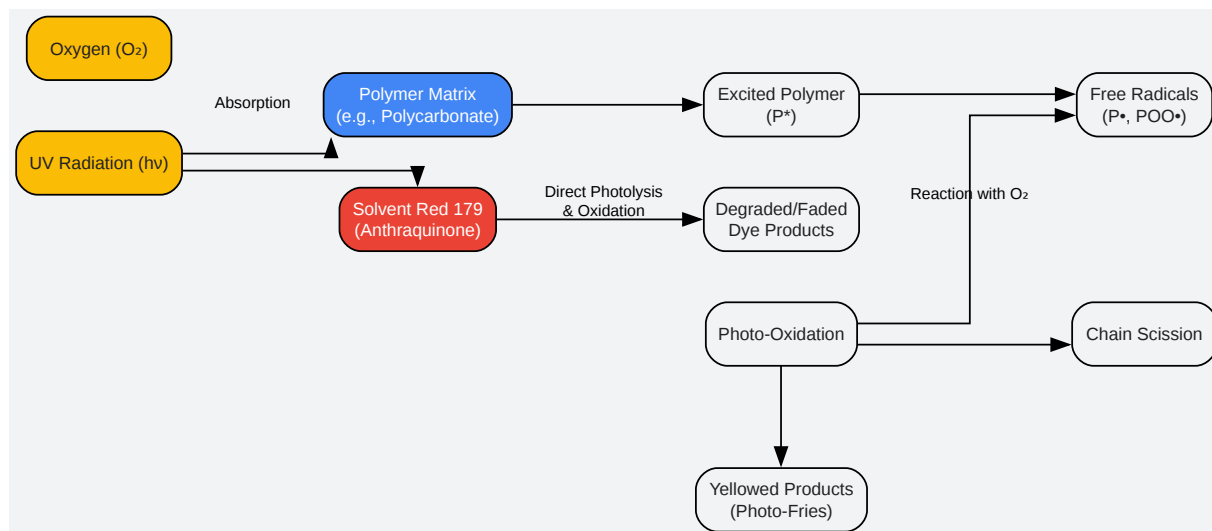 Oxygen (O₂)
Absorption
Polymer Matrix
(e.g., Polycarbonate)
Excited Polymer
(P*)
Free Radicals
(P•, POO•)
UV Radiation (hν)
Solvent Red 179
(Anthraquinone)
Direct Photolysis
& Oxidation
Degraded/Faded
Dye Products
Reaction with O₂
Photo-Oxidation
Chain Scission
Yellowed Products
(Photo-Fries)